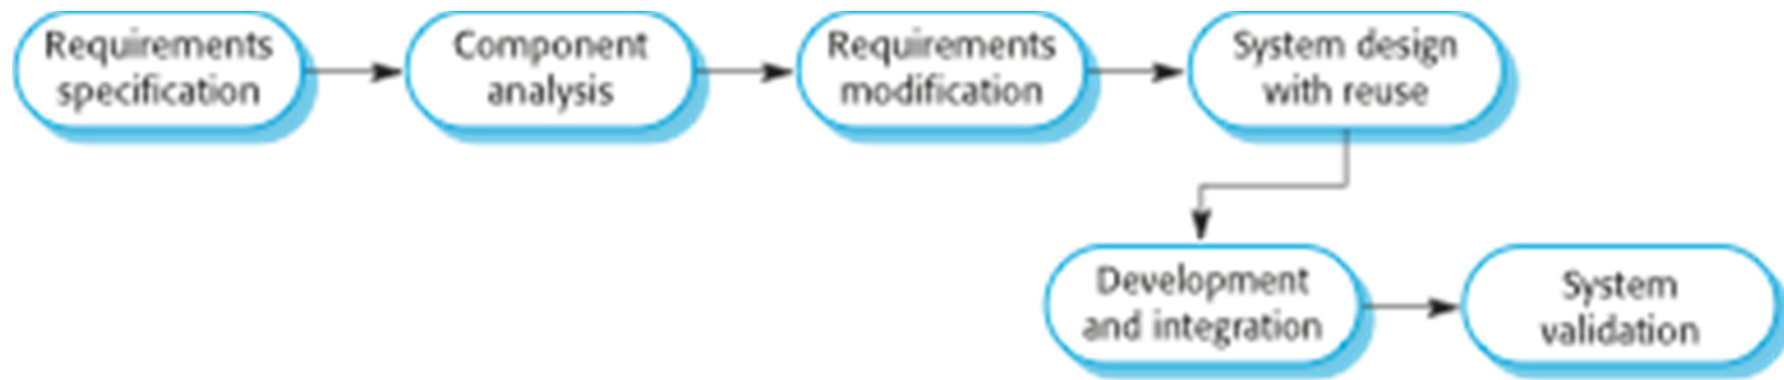 Requirements
specification
Component
analysis
Requirements
modification
System design
with reuse
Development
and integration
System
validation